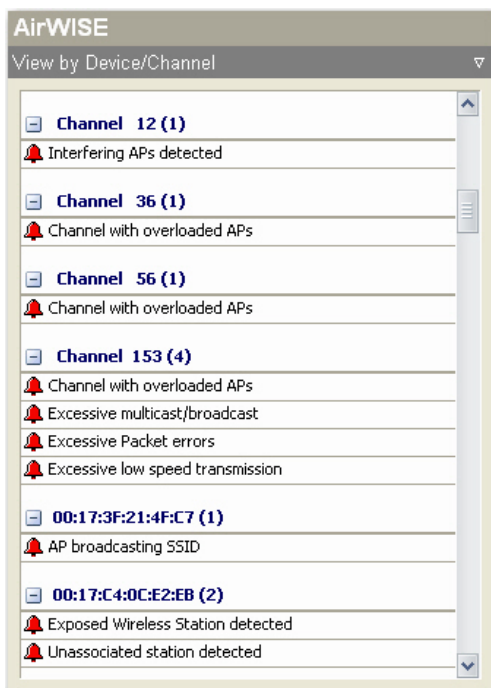 AirWISE
View by Device/Channel
Channel 12 (1)
Interfering APs detected
Channel 36 (1)
Channel with overloaded APs
Channel 56 (1)
Channel with overloaded APs
Channel 153 (4)
Channel with overloaded APs
Excessive multicast/broadcast
Excessive Packet errors
Excessive low speed transmission
00:17:3F:21:4F:C7 (1)
AP broadcasting SSID
00:17:C4:0C:E2:EB (2)
Exposed Wireless Station detected
Unassociated station detected